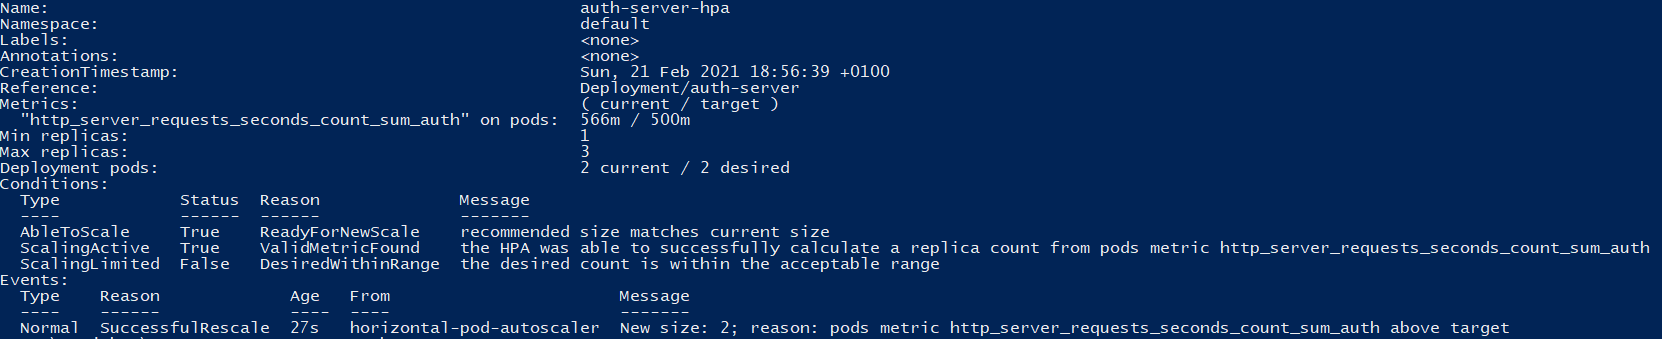 Name: auth-server-hpa
Namespace: default
Labels: <none>
Annotations: <none>
CreationTimestamp: Sun, 21 Feb 2021 18:56:39 +0100
Reference: Deployment/auth-server
Metrics: ( current / target )
"http_server_requests_seconds_count_sum_auth" on pods: 566m / 500m
Min replicas: 1
Max replicas: 3
Deployment pods: 2 current / 2 desired
Conditions:
Type Status Reason Message
---- ------ ------ -------
AbleToScale True ReadyForNewScale recommended size matches current size
ScalingActive True ValidMetricFound the HPA was able to successfully calculate a replica count from pods metric http_server_requests_seconds_count_sum_auth
ScalingLimited False DesiredWithinRange the desired count is within the acceptable range
Events:
Type Reason Age From Message
---- ------ ---- ---- -------
Normal SuccessfulRescale 27s horizontal-pod-autoscaler New size: 2; reason: pods metric http_server_requests_seconds_count_sum_auth above target